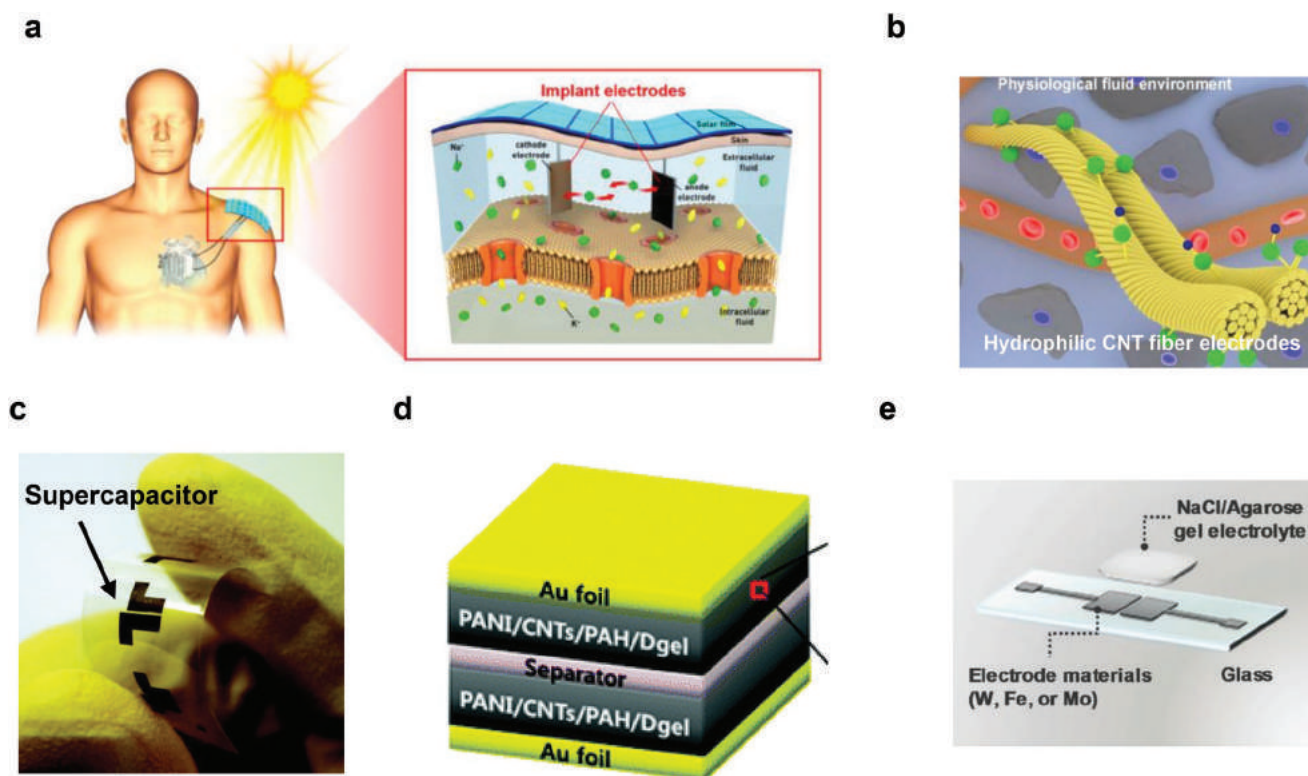 a
Implant electrodes
Solar film
Skin
Na⁺
cathode
electrode
Extracellular
fluid
anode
electrode
Intracellular
fluid
K⁺
b
Physiological fluid environment
Hydrophilic CNT fiber electrodes
c
Supercapacitor
d
Au foil
PANI/CNTs/PAH/Dgel
Separator
PANI/CNTs/PAH/Dgel
Au foil
e
NaCl/Agarose
gel electrolyte
Electrode materials
(W, Fe, or Mo)
Glass